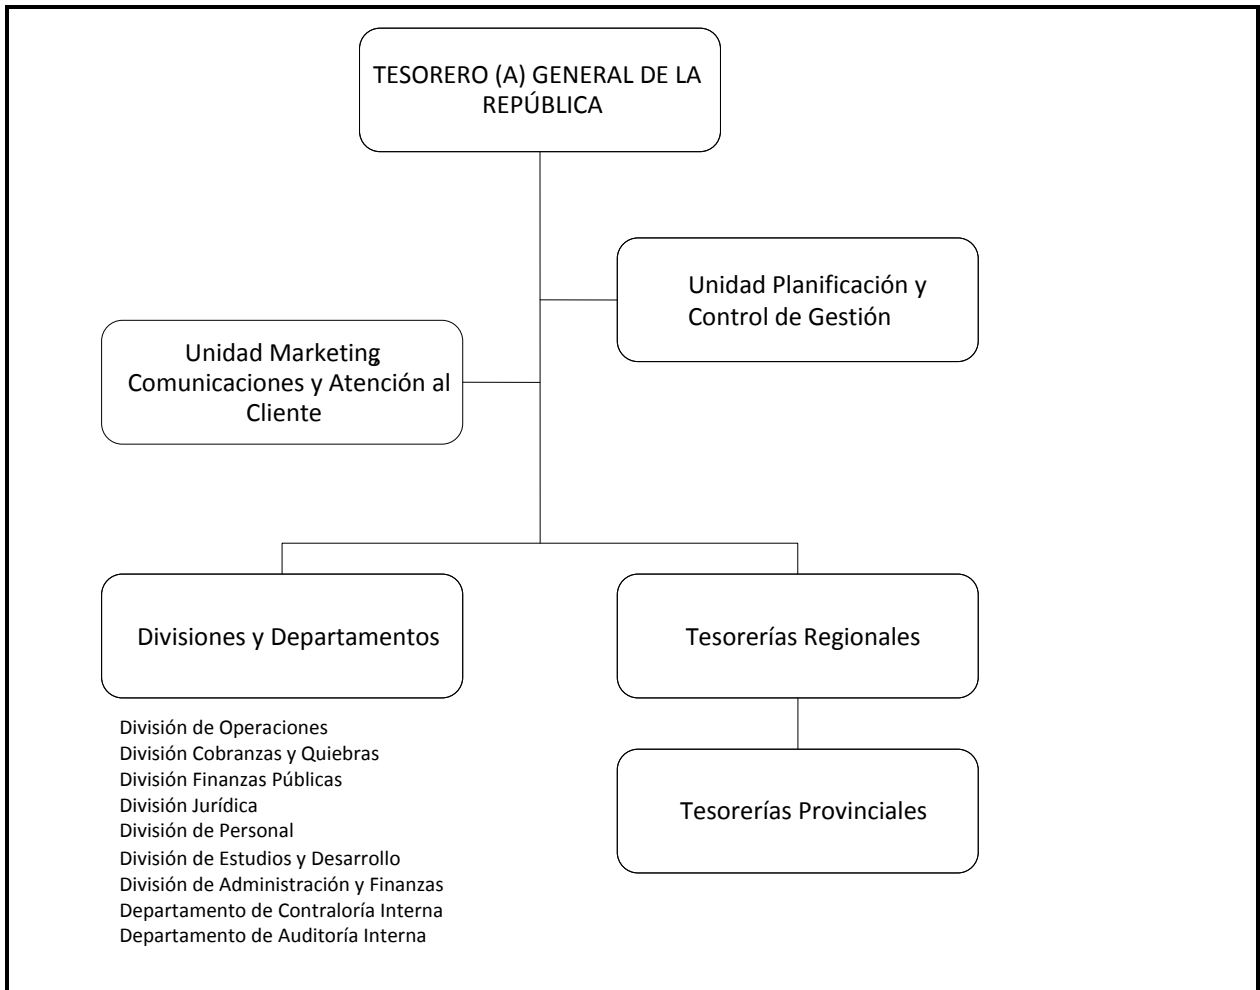 TESORERO (A) GENERAL DE LA
REPÚBLICA
Unidad Planificación y
Control de Gestión
Unidad Marketing,
Comunicaciones y Atención al
Cliente
Divisiones y Departamentos
Tesorerías Regionales
División de Operaciones
División Cobranzas y Quiebras
División Finanzas Públicas
División Jurídica
División de Personal
División de Estudios y Desarrollo
División de Administración y Finanzas
Departamento de Contraloría Interna
Departamento de Auditoría Interna
Tesorerías Provinciales